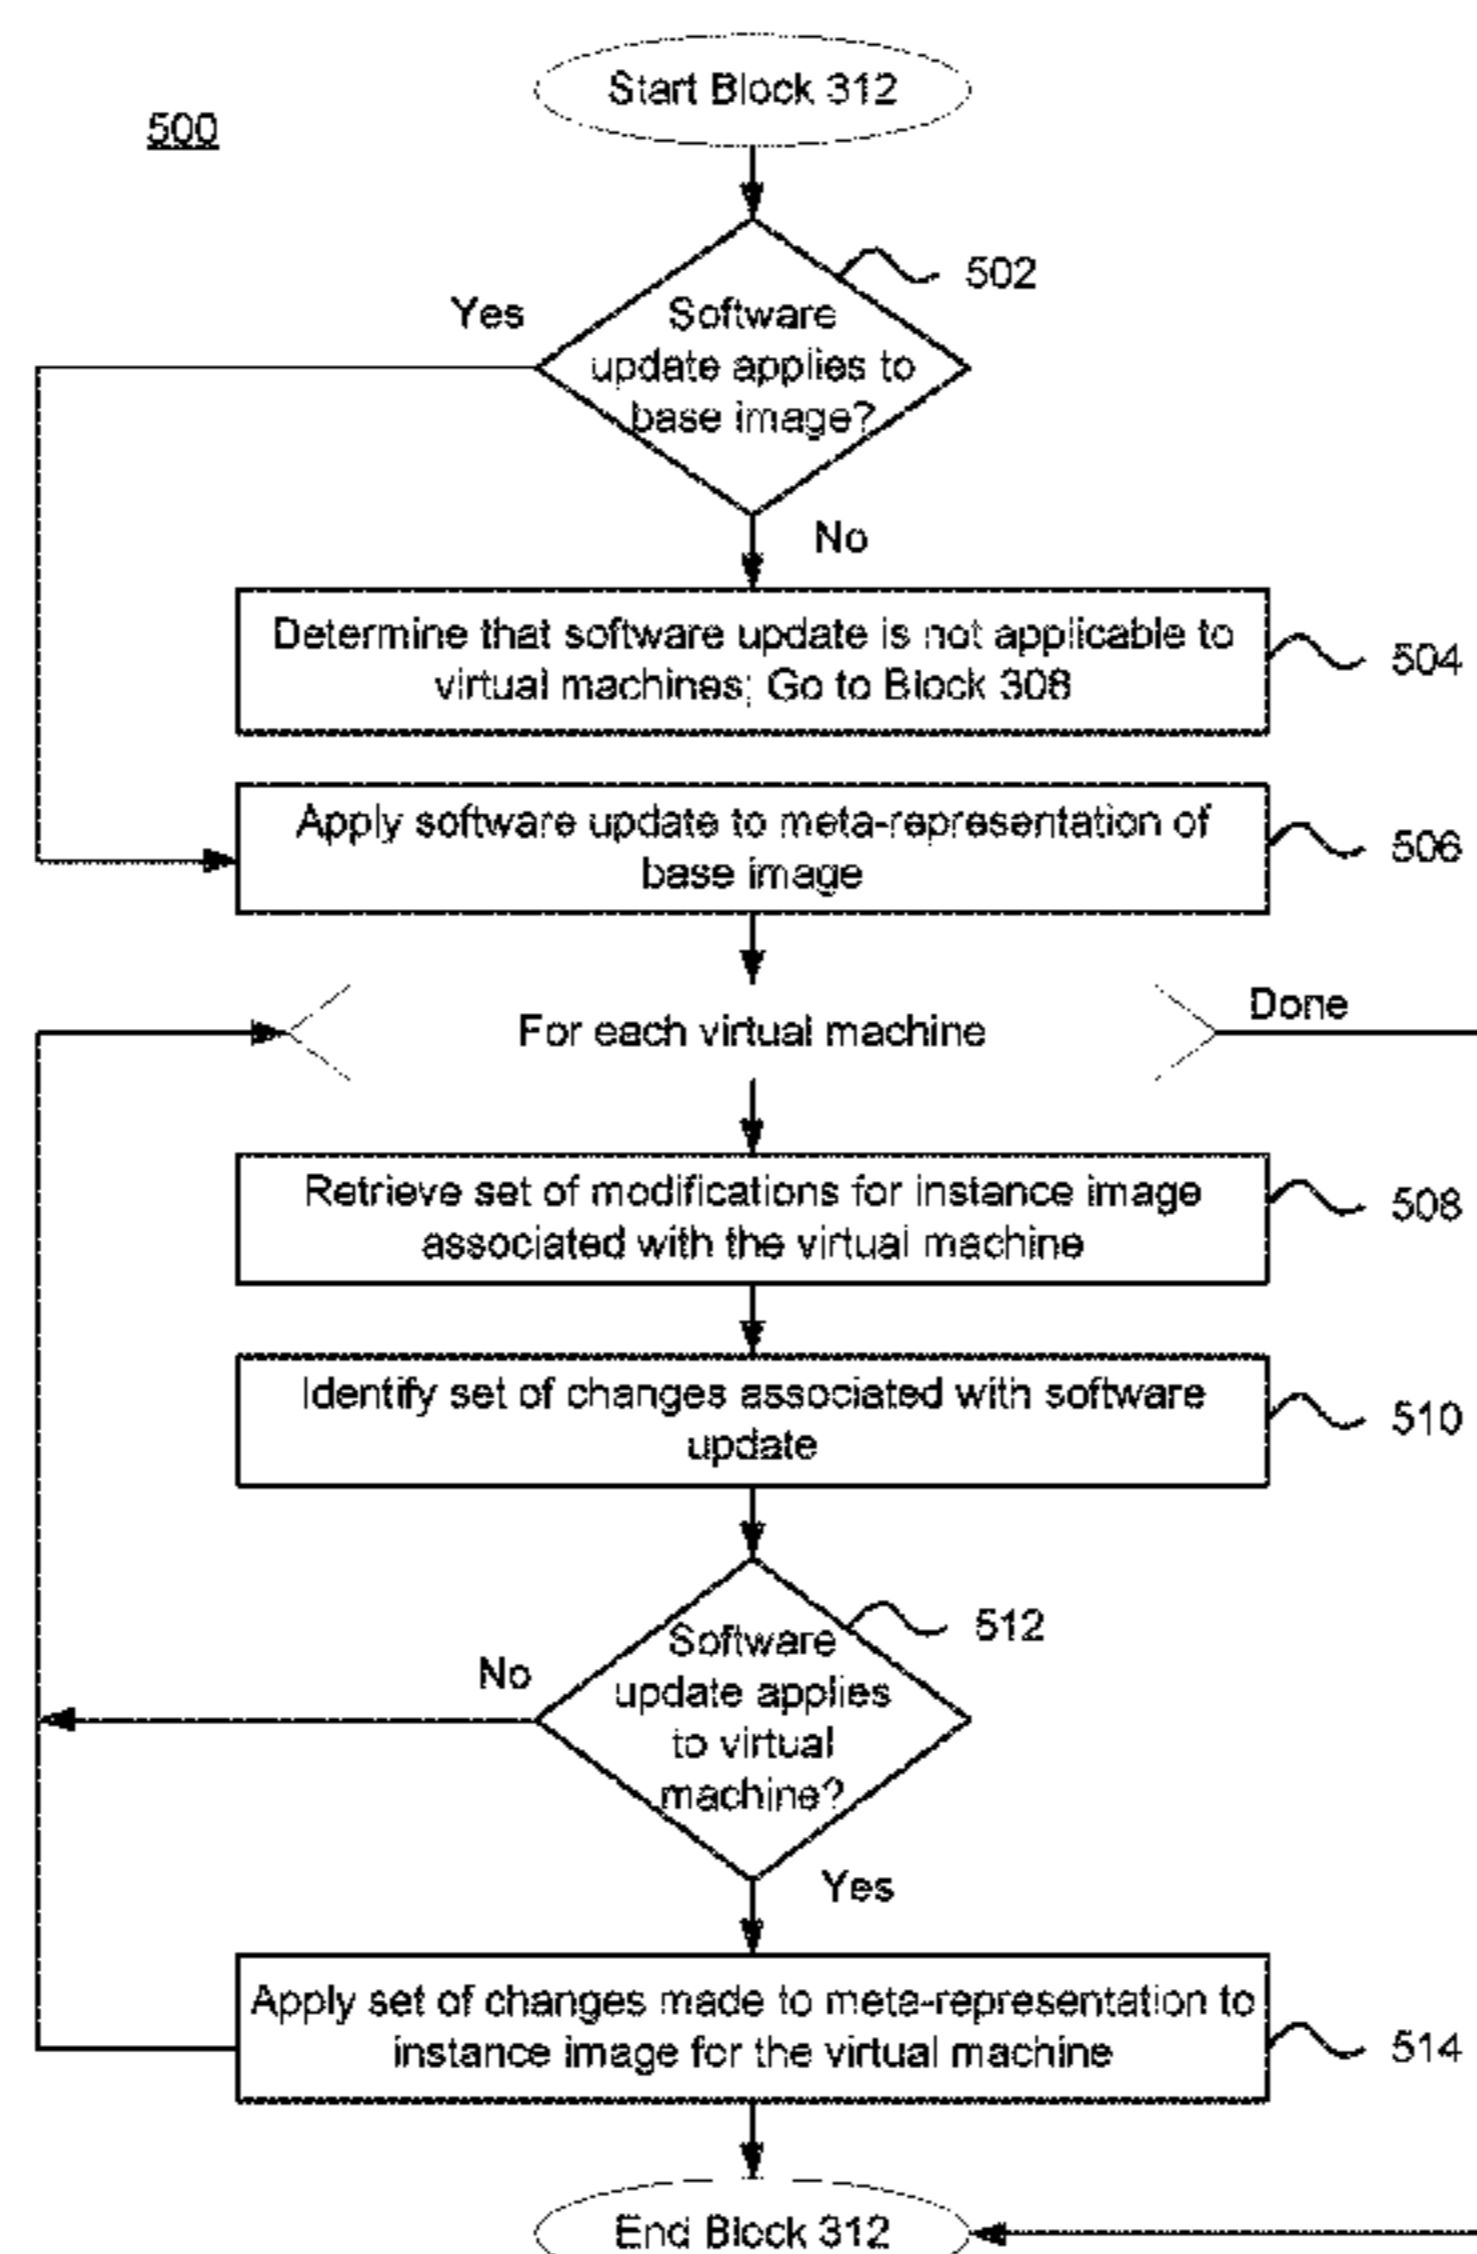 Start Block 312
500
502
Yes
Software
update applies to
base image?
No
Determine that software update is not applicable to
virtual machines; Go to Block 308
504
Apply software update to meta-representation of
base image
506
For each virtual machine
Done
Retrieve set of modifications for instance image
associated with the virtual machine
508
Identify set of changes associated with software
update
510
512
No
Software
update applies
to virtual
machine?
Yes
Apply set of changes made to meta-representation to
instance image for the virtual machine
514
End Block 312